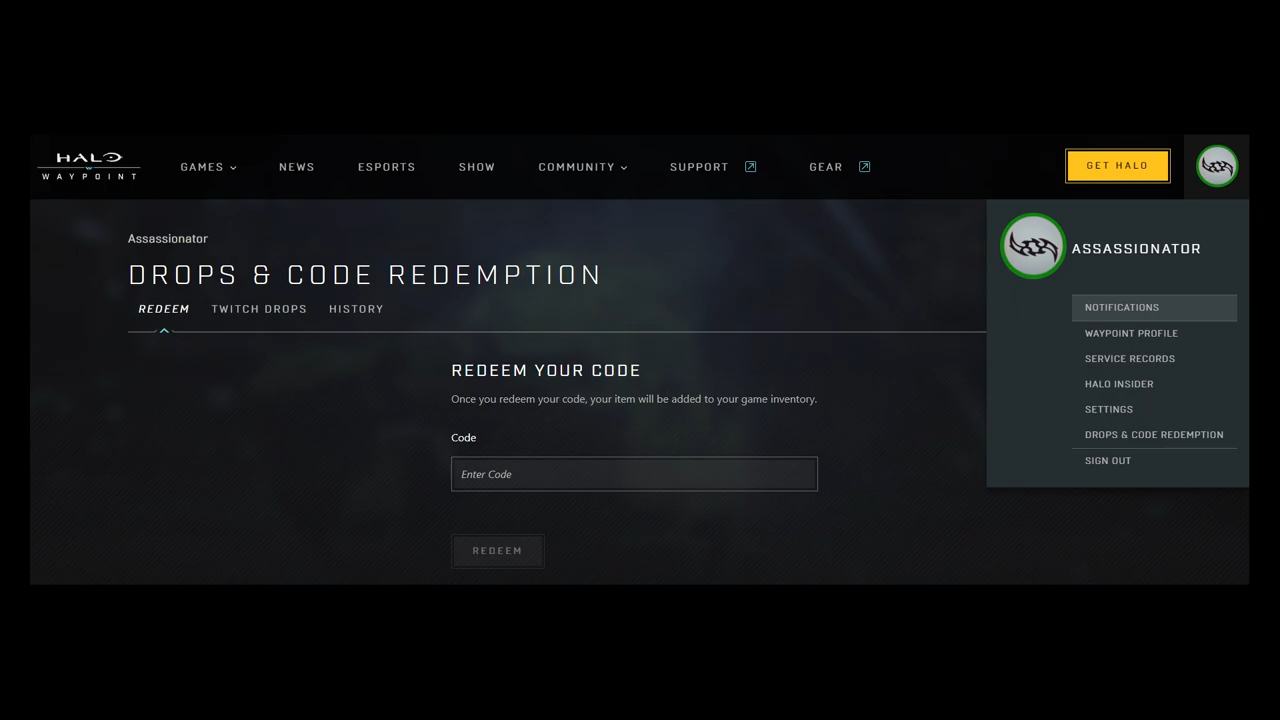 HALO
WAYPOINT
GAMES
NEWS
ESPORTS
SHOW
COMMUNITY
SUPPORT
GEAR
GET HALO
Assassionator
DROPS & CODE REDEMPTION
REDEEM
TWITCH DROPS
HISTORY
REDEEM YOUR CODE
Once you redeem your code, your item will be added to your game inventory.
Code
Enter Code
REDEEM
ASSASSIONATOR
NOTIFICATIONS
WAYPOINT PROFILE
SERVICE RECORDS
HALO INSIDER
SETTINGS
DROPS & CODE REDEMPTION
SIGN OUT